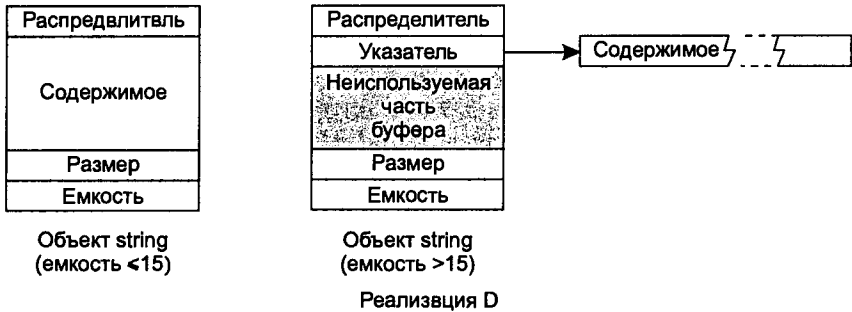 Распредвлитвль
Содержимое
Размер
Емкость
Объект string
(емкость ≤15)
Распределитель
Указатель
Неиспользуемая
часть
буфера
Размер
Емкость
Объект string
(емкость >15)
Содержимое
Реализвция D